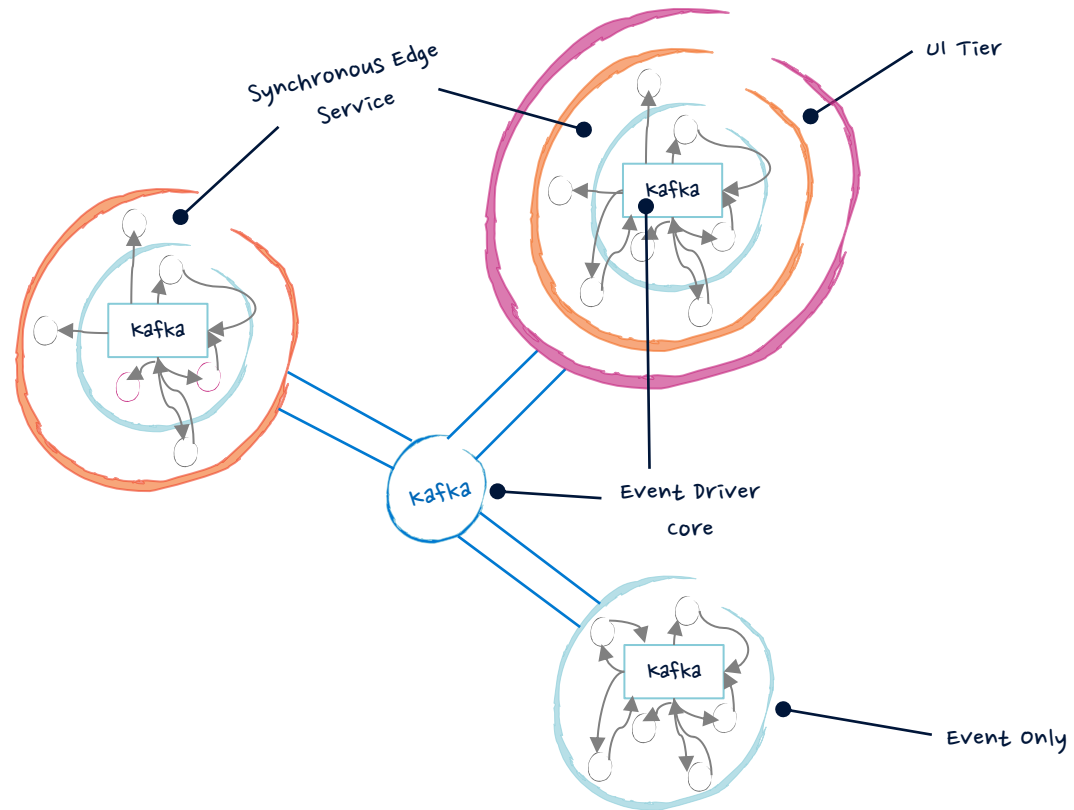 Synchronous Edge
Service
UI Tier
Kafka
Kafka
Kafka
Event Driver
Core
Kafka
Event Only